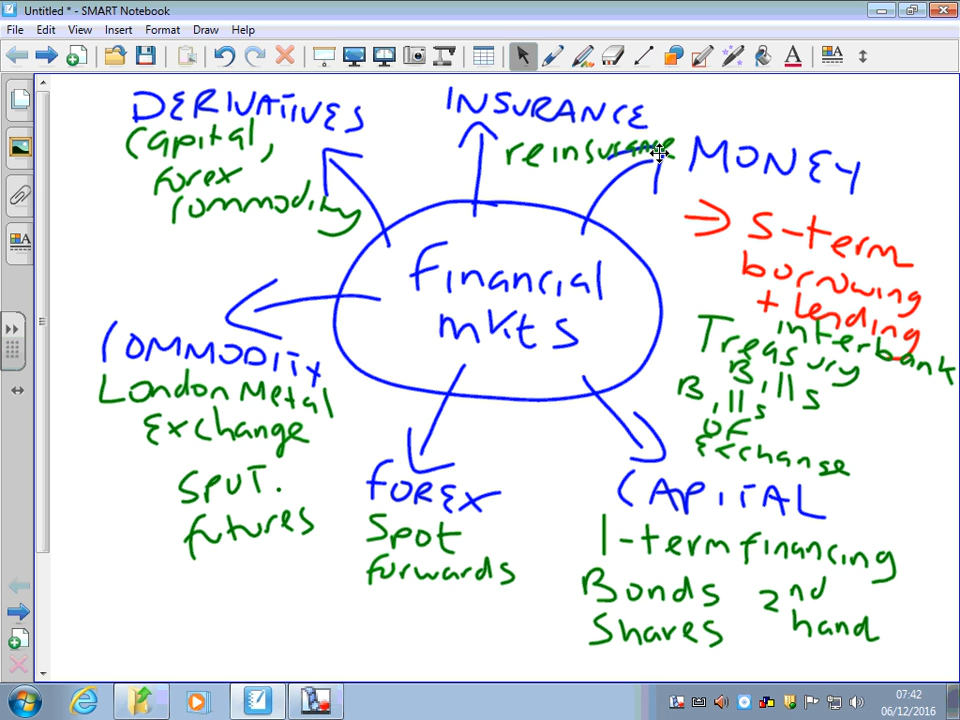 Untitled * - SMART Notebook
File Edit View Insert Format Draw Help
DERIVATIVES
Capital,
forex
commodity
INSURANCE
reinsurance
MONEY
⇒ S-term
borrowing
+ lending
interbank
Treasury
Bills
Bills
of
Exchange
financial
mkts
COMMODITY
London Metal
Exchange
SPOT.
futures
FOREX
Spot
forwards
CAPITAL
l-term financing
Bonds 2nd
Shares hand
07:42
06/12/2016